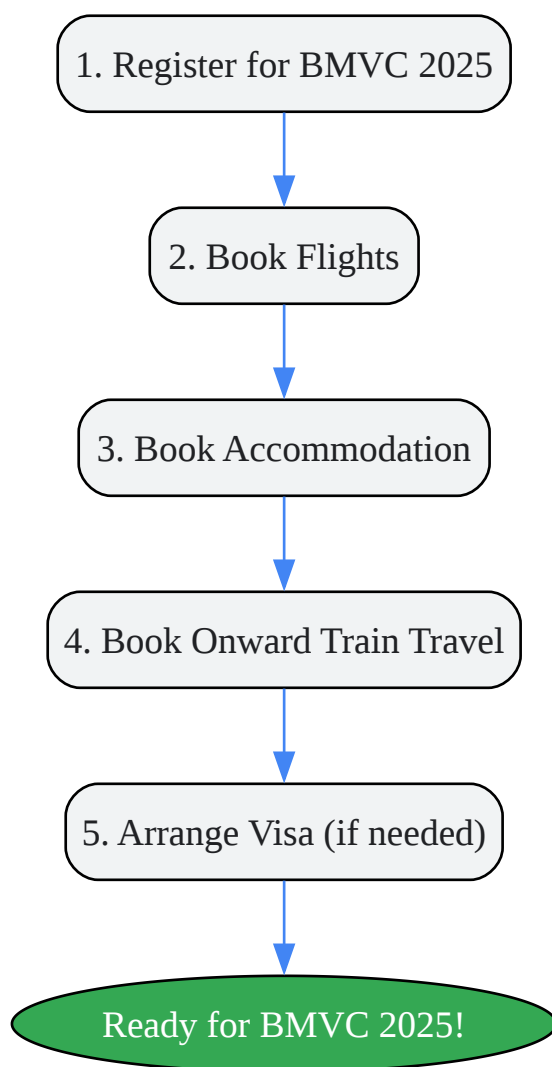 1. Register for BMVC 2025
2. Book Flights
3. Book Accommodation
4. Book Onward Train Travel
5. Arrange Visa (if needed)
Ready for BMVC 2025!